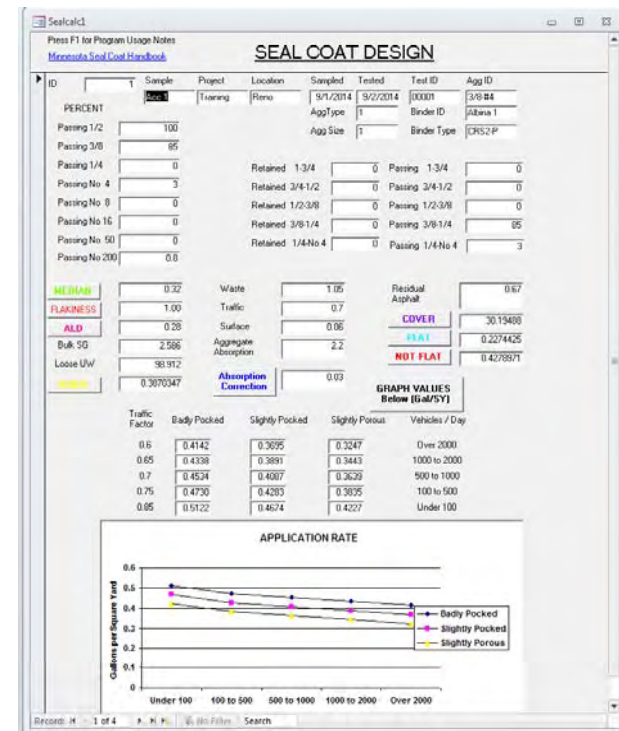 Sealcalc1
Press F1 for Program Usage Notes
Minnesota Seal Coat Handbook
SEAL COAT DESIGN
ID 1 Sample Project Location Sampled Tested Test ID Agg ID
Training Reno 9/1/2014 9/2/2014 00001 3/8-#4
AggType 1 Binder ID Albina 1
Agg Size 1 Binder Type CRS2-P
PERCENT
Passing 1/2 100
Passing 3/8 85
Passing 1/4 0 Retained 1-3/4 0 Passing 1-3/4 0
Passing No 4 3 Retained 3/4-1/2 0 Passing 3/4-1/2 0
Passing No 8 0 Retained 1/2-3/8 0 Passing 1/2-3/8 0
Passing No 16 0 Retained 3/8-1/4 0 Passing 3/8-1/4 85
Passing No 50 0 Retained 1/4-No 4 0 Passing 1/4-No 4 3
Passing No 200 0.8
MEDIAN 0.32 Waste 1.05 Residual Asphalt 0.67
FLAKINESS 1.00 Traffic 0.7 COVER 30.19488
ALD 0.28 Surface 0.06 FLAT 0.2274425
Bulk SG 2.586 Aggregate Absorption 2.2 NOT FLAT 0.4278971
Loose UW 98.912
0.3870347 Absorption Correction 0.03
GRAPH VALUES
Below (Gal/SY)
Traffic Factor Badly Pocked Slightly Pocked Slightly Porous Vehicles / Day
0.6 0.4142 0.3695 0.3247 Over 2000
0.65 0.4338 0.3891 0.3443 1000 to 2000
0.7 0.4534 0.4087 0.3639 500 to 1000
0.75 0.4730 0.4283 0.3835 100 to 500
0.85 0.5122 0.4674 0.4227 Under 100
APPLICATION RATE
Gallons per Square Yard
0.6
0.5
0.4
0.3
0.2
0.1
0
Badly Pocked
Slightly Pocked
Slightly Porous
Under 100 100 to 500 500 to 1000 1000 to 2000 Over 2000
Record: 1 of 4 No Filter Search